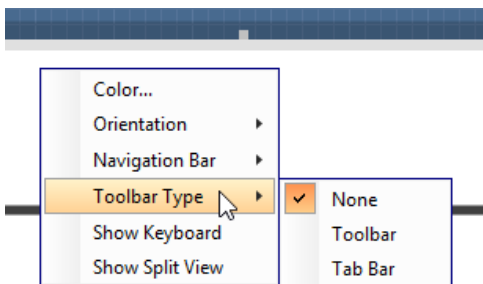 Color...
Orientation
Navigation Bar
Toolbar Type
None
Show Keyboard
Toolbar
Show Split View
Tab Bar